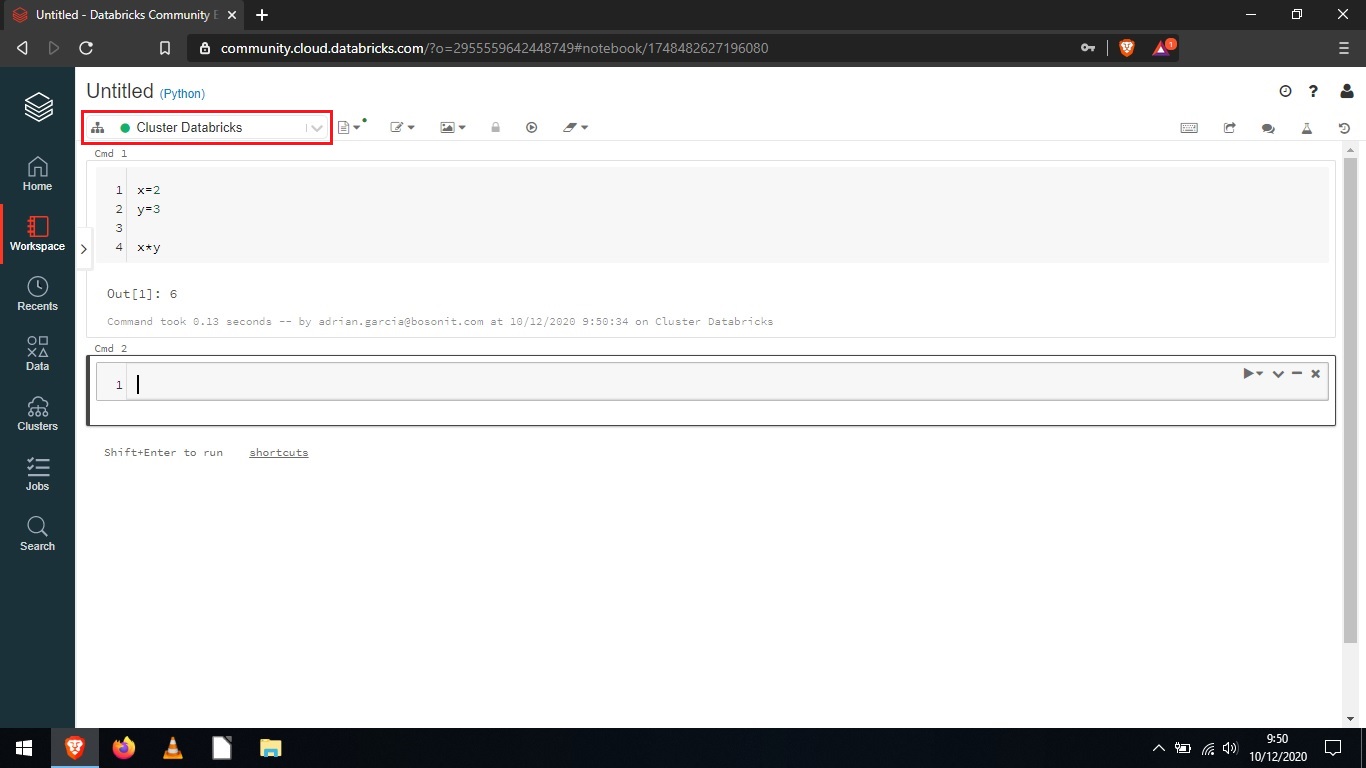 Untitled - Databricks Community E
community.cloud.databricks.com/?o=2955559642448749#notebook/1748482627196080
1
Untitled (Python)
Cluster Databricks
Cmd 1
1 x=2
2 y=3
3
4 x*y
Out[1]: 6
Command took 0.13 seconds -- by adrian.garcia@bosonit.com at 10/12/2020 9:50:34 on Cluster Databricks
Cmd 2
1
Shift+Enter to run shortcuts
Home
Workspace
Recents
Data
Clusters
Jobs
Search
9:50
10/12/2020